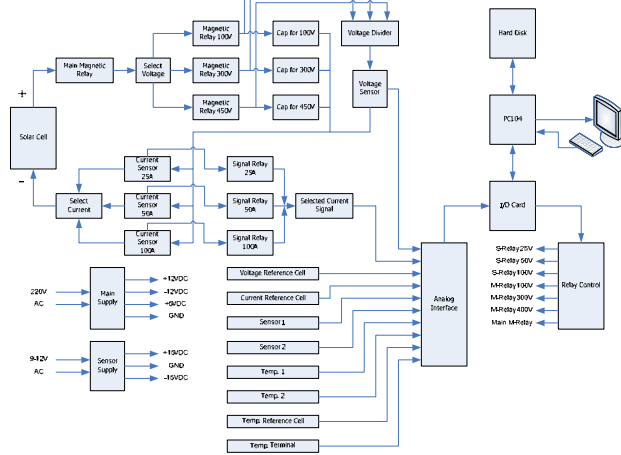 Magnetic
Relay 100V
Cap for 100V
Voltage Divider
Hard Disk
Main Magnetic
Relay
Select
Voltage
Magnetic
Relay 300V
Cap for 300V
Voltage
Sensor
+
Magnetic
Relay 450V
Cap for 450V
PC104
Solar Cell
–
Current
Sensor
25A
Signal Relay
25A
Select
Current
Current
Sensor
50A
Signal Relay
50A
Selected Current
Signal
I/O Card
Current
Sensor
100A
Signal Relay
100A
220V
AC
Main
Supply
+12VDC
–12VDC
+5VDC
GND
9-12V
AC
Sensor
Supply
+15VDC
GND
–15VDC
Voltage Reference Cell
Current Reference Cell
Sensor 1
Sensor 2
Temp. 1
Temp. 2
Temp. Reference Cell
Temp. Terminal
Analog
Interface
S-Relay25V
S-Relay50V
S-Relay100V
M-Relay100V
M-Relay300V
M-Relay400V
Main M-Relay
Relay Control